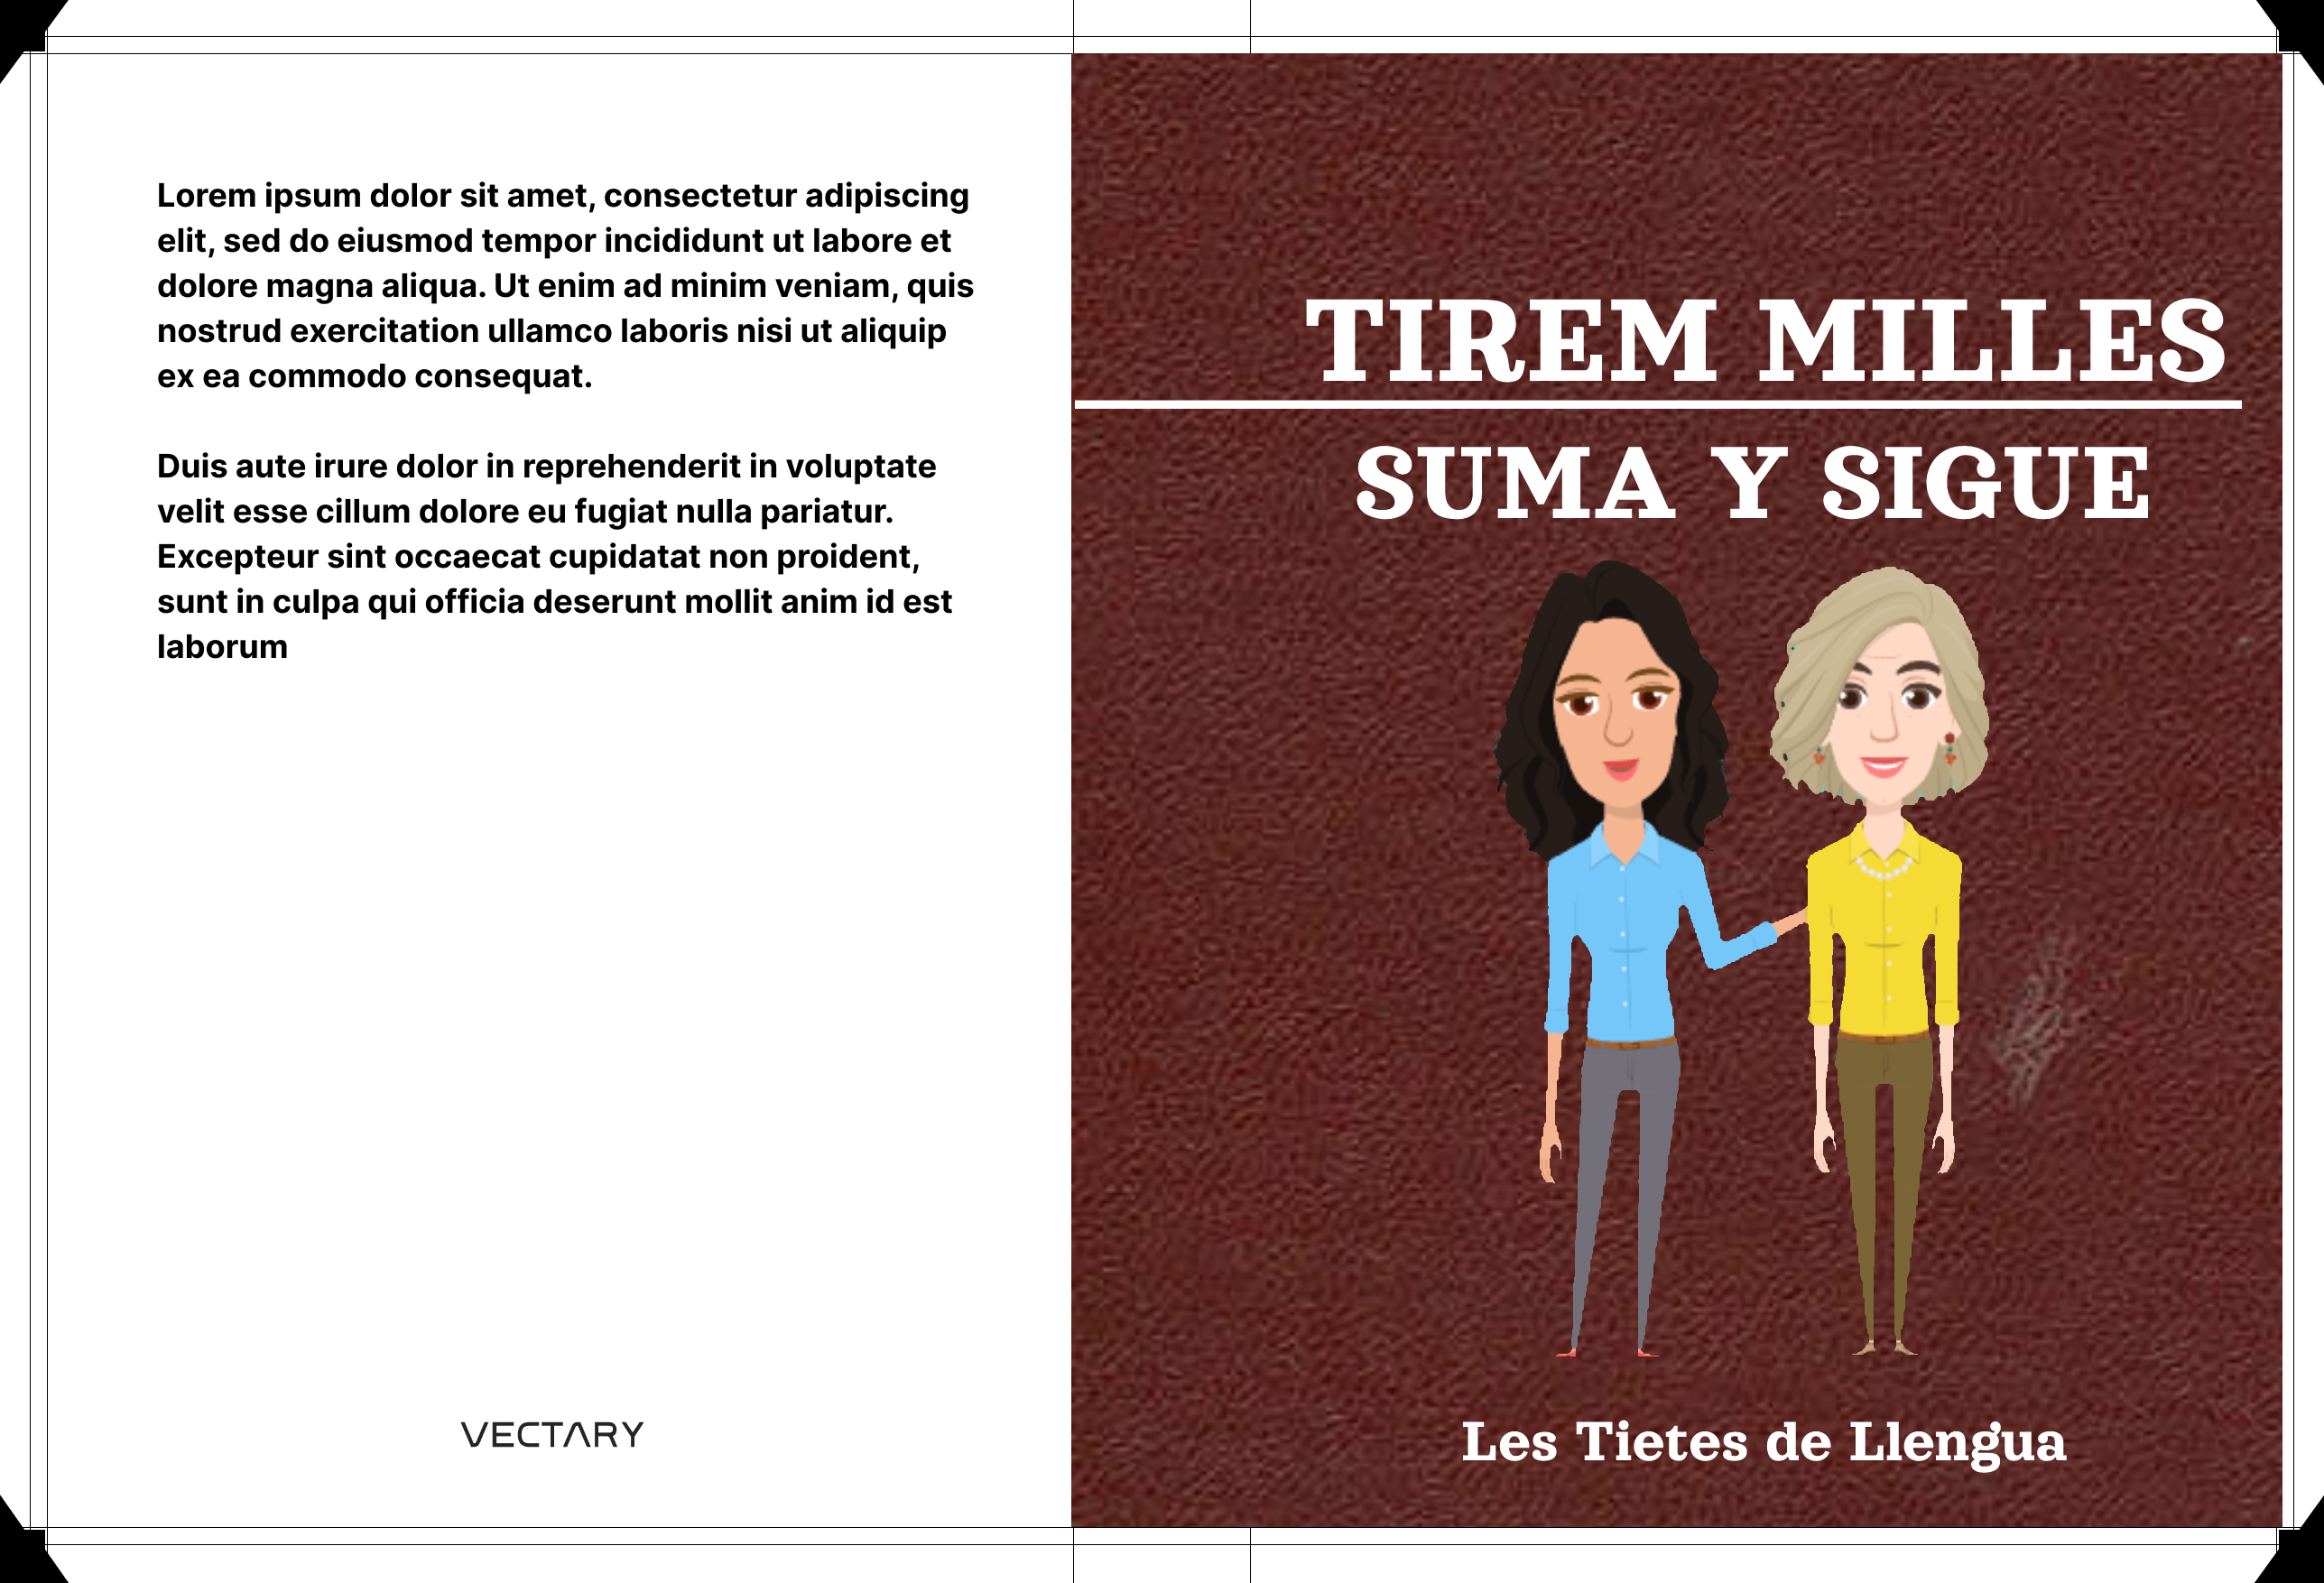 Lorem ipsum dolor sit amet, consectetur adipiscing
elit, sed do eiusmod tempor incididunt ut labore et
dolore magna aliqua. Ut enim ad minim veniam, quis
nostrud exercitation ullamco laboris nisi ut aliquip
ex ea commodo consequat.
Duis aute irure dolor in reprehenderit in voluptate
velit esse cillum dolore eu fugiat nulla pariatur.
Excepteur sint occaecat cupidatat non proident,
sunt in culpa qui officia deserunt mollit anim id est
laborum
VECTARY
TIREM MILLES
SUMA Y SIGUE
Les Tietes de Llengua